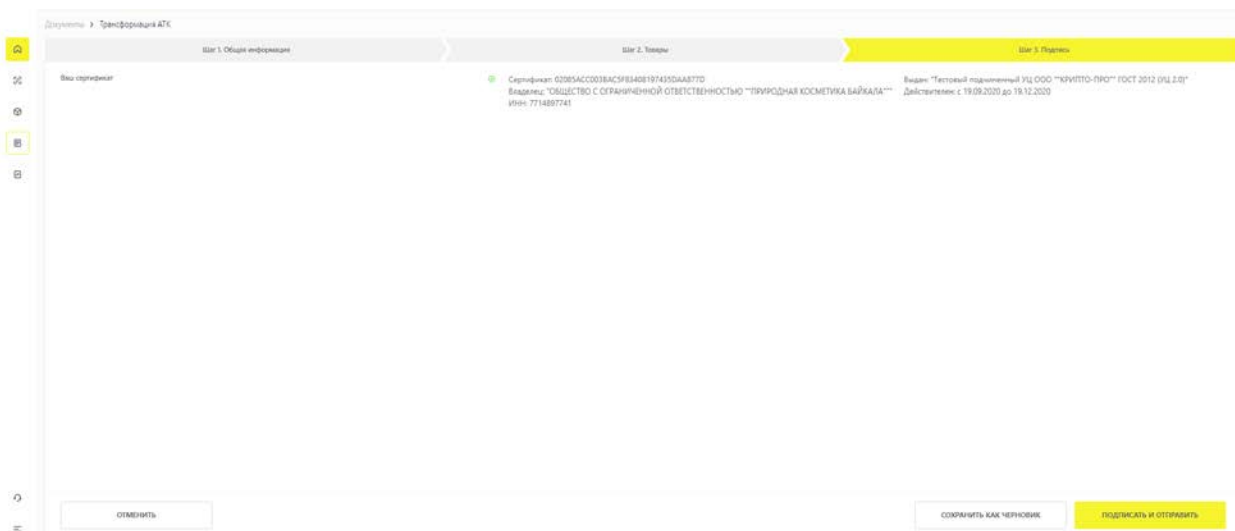 Документы > Трансформация АТК
Шаг 1. Общая информация
Шаг 2. Товары
Шаг 3. Подпись
Ваш сертификат
Сертификат:
Владелец: "ОБЩЕСТВО С ОГРАНИЧЕННОЙ ОТВЕТСТВЕННОСТЬЮ ""ПРИРОДНАЯ КОСМЕТИКА БАЙКАЛА"""
ИНН: 7714897741
Выдан: "Тестовый подчиненный УЦ ООО ""КРИПТО-ПРО"" ГОСТ 2012 (УЦ 2.0)"
Действителен: с 19.09.2020 до 19.12.2020
ОТМЕНИТЬ
СОХРАНИТЬ КАК ЧЕРНОВИК
ПОДПИСАТЬ И ОТПРАВИТЬ